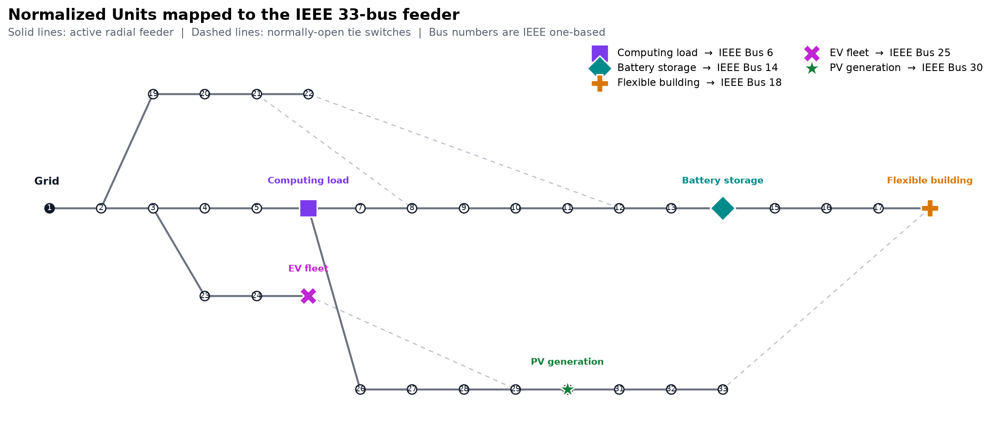 Normalized Units mapped to the IEEE 33-bus feeder
Solid lines: active radial feeder | Dashed lines: normally-open tie switches | Bus numbers are IEEE one-based
Computing load → IEEE Bus 6
Battery storage → IEEE Bus 14
Flexible building → IEEE Bus 18
EV fleet → IEEE Bus 25
PV generation → IEEE Bus 30
19 20 21 22
Grid
Computing load
Battery storage
Flexible building
1 2 3 4 5 7 8 9 10 11 12 13 15 16 17
EV fleet
23 24
PV generation
26 27 28 29 31 32 33